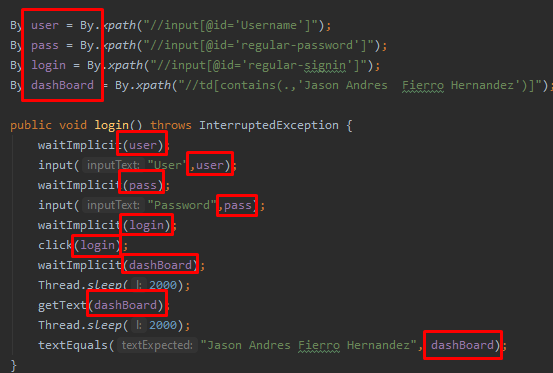 By user = By.xpath("//input[@id='Username']");
By pass = By.xpath("//input[@id='regular-password']");
By login = By.xpath("//input[@id='regular-signin']");
By dashBoard = By.xpath("//td[contains(.,'Jason Andres  Fierro Hernandez')]");
public void login() throws InterruptedException {
waitImplicit(user);
input( inputText: "User",user);
waitImplicit(pass);
input( inputText: "Password",pass);
waitImplicit(login);
click(login);
waitImplicit(dashBoard);
Thread.sleep( l: 2000);
getText(dashBoard);
Thread.sleep( l: 2000);
textEquals( textExpected: "Jason Andres Fierro Hernandez", dashBoard);
}